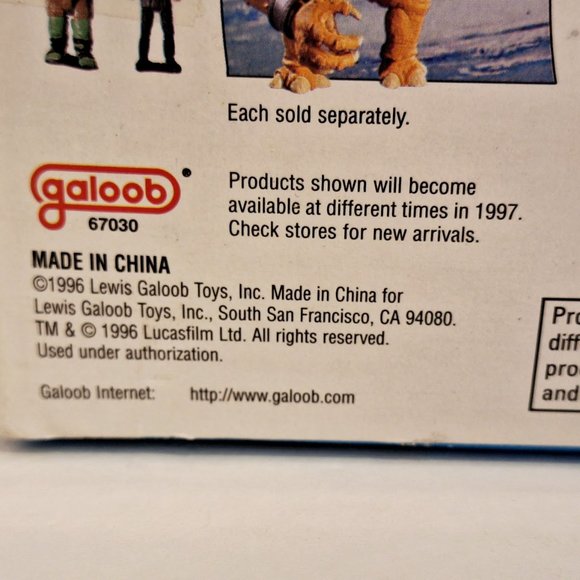 Each sold separately.
galoob
67030
Products shown will become
available at different times in 1997.
Check stores for new arrivals.
MADE IN CHINA
©1996 Lewis Galoob Toys, Inc. Made in China for
Lewis Galoob Toys, Inc., South San Francisco, CA 94080.
TM & © 1996 Lucasfilm Ltd. All rights reserved.
Used under authorization.
Galoob Internet: http://www.galoob.com
Pro
diff
pro
and